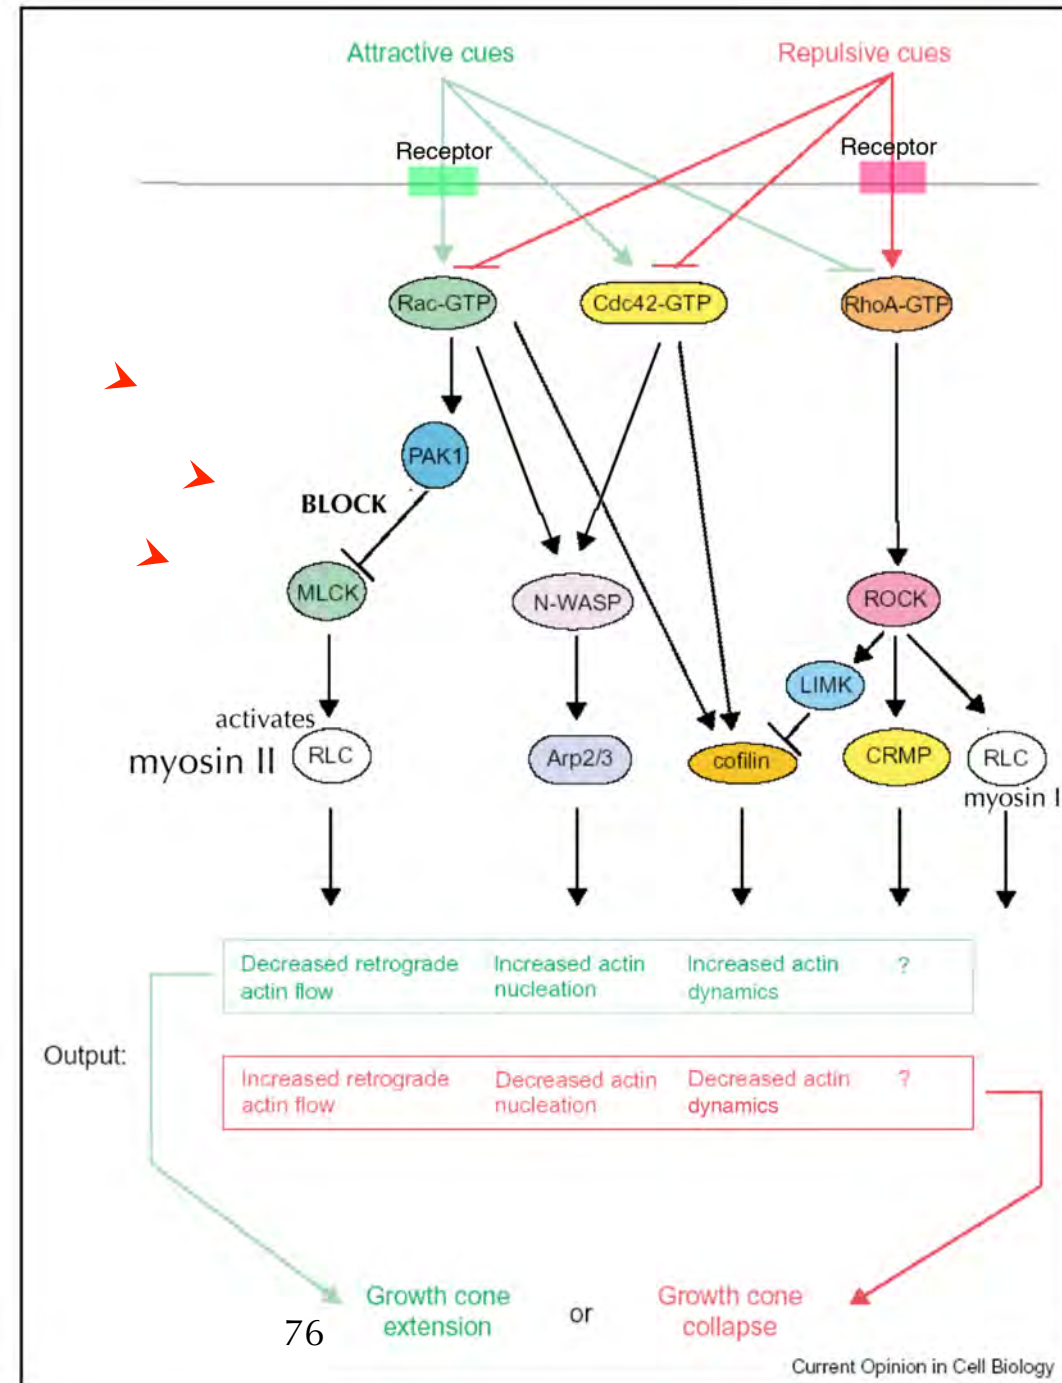 Attractive cues
Repulsive cues
Receptor
Receptor
Rac-GTP
Cdc42-GTP
RhoA-GTP
PAK1
BLOCK
MLCK
N-WASP
ROCK
LIMK
activates
myosin II
RLC
Arp2/3
cofilin
CRMP
RLC
myosin I
Decreased retrograde
actin flow
Increased actin
nucleation
Increased actin
dynamics
?
Output:
Increased retrograde
actin flow
Decreased actin
nucleation
Decreased actin
dynamics
?
Growth cone
extension
or
Growth cone
collapse
76
Current Opinion in Cell Biology